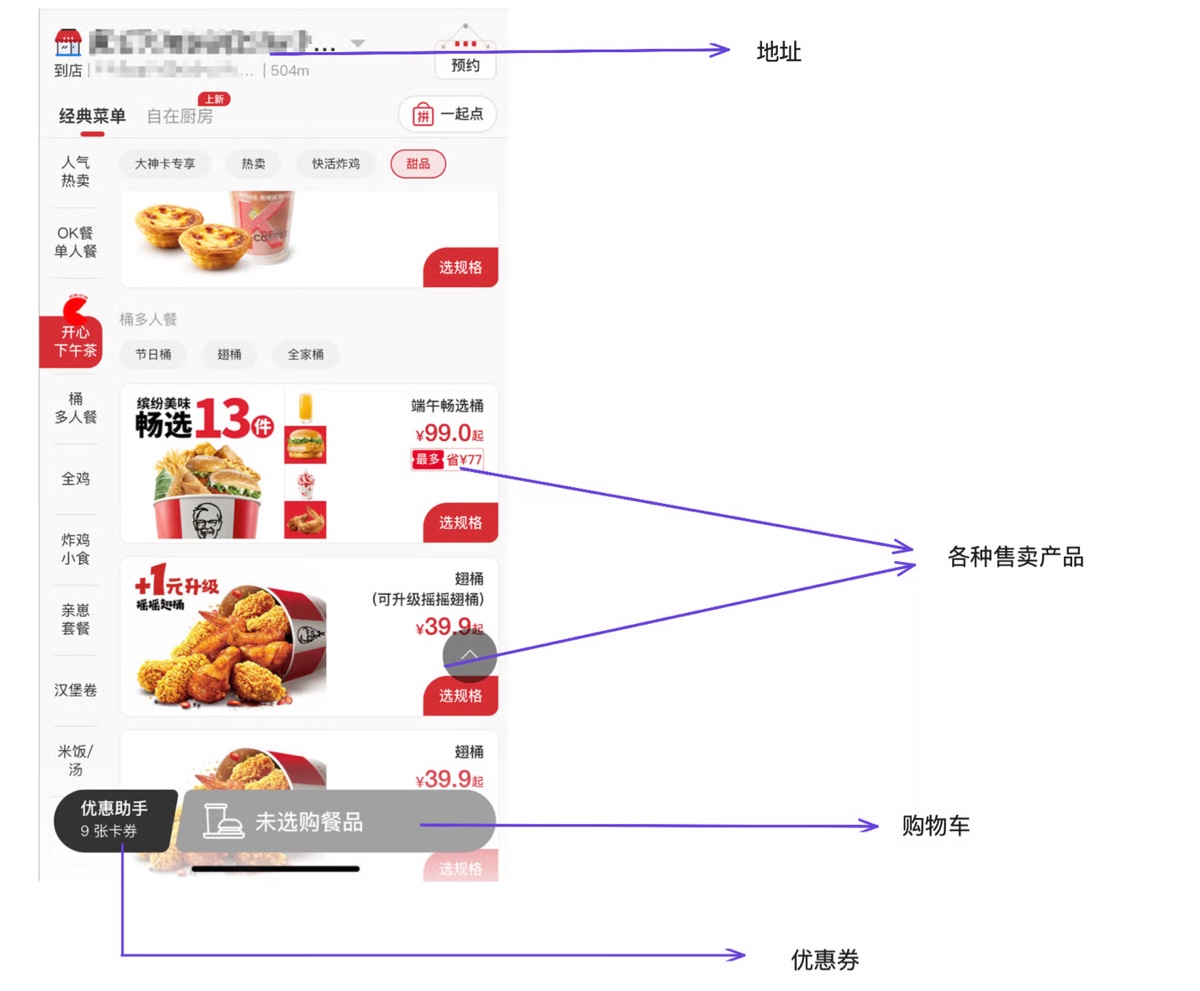 ...
到店 | ... | 504m
预约
地址
经典菜单
自在厨房
上新
拼 一起点
人气
热卖
OK餐
单人餐
开心
下午茶
桶
多人餐
全鸡
炸鸡
小食
亲崽
套餐
汉堡卷
米饭/
汤
大神卡专享
热卖
快活炸鸡
甜品
选规格
桶多人餐
节日桶
翅桶
全家桶
缤纷美味
畅选13件
端午畅选桶
¥99.0起
最多 省¥77
选规格
各种售卖产品
+1元升级
摇摇翅桶
翅桶
(可升级摇摇翅桶)
¥39.9起
选规格
翅桶
¥39.9起
优惠助手
9 张卡券
未选购餐品
购物车
选规格
优惠券